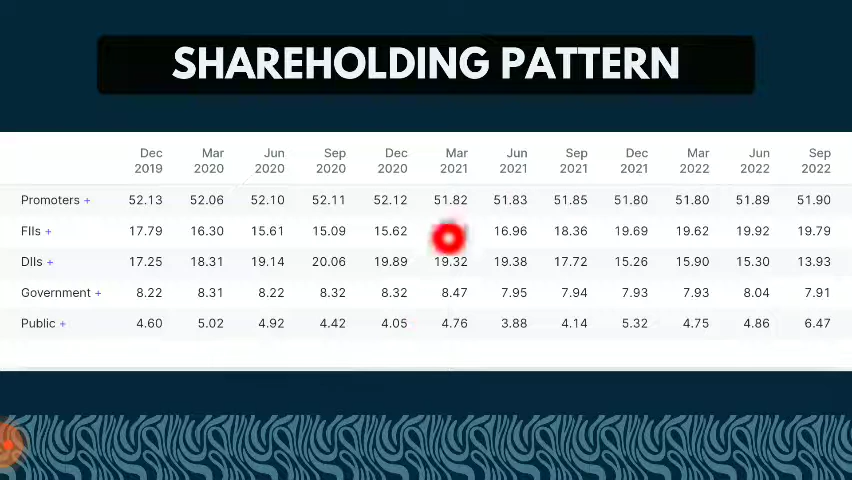 SHAREHOLDING PATTERN
Dec Mar Jun Sep Dec Mar Jun Sep Dec Mar Jun Sep
2019 2020 2020 2020 2020 2021 2021 2021 2021 2022 2022 2022
Promoters + 52.13 52.06 52.10 52.11 52.12 51.82 51.83 51.85 51.80 51.80 51.89 51.90
FIIs + 17.79 16.30 15.61 15.09 15.62 16.96 18.36 19.69 19.62 19.92 19.79
DIIs + 17.25 18.31 19.14 20.06 19.89 19.32 19.38 17.72 15.26 15.90 15.30 13.93
Government + 8.22 8.31 8.22 8.32 8.32 8.47 7.95 7.94 7.93 7.93 8.04 7.91
Public + 4.60 5.02 4.92 4.42 4.05 4.76 3.88 4.14 5.32 4.75 4.86 6.47